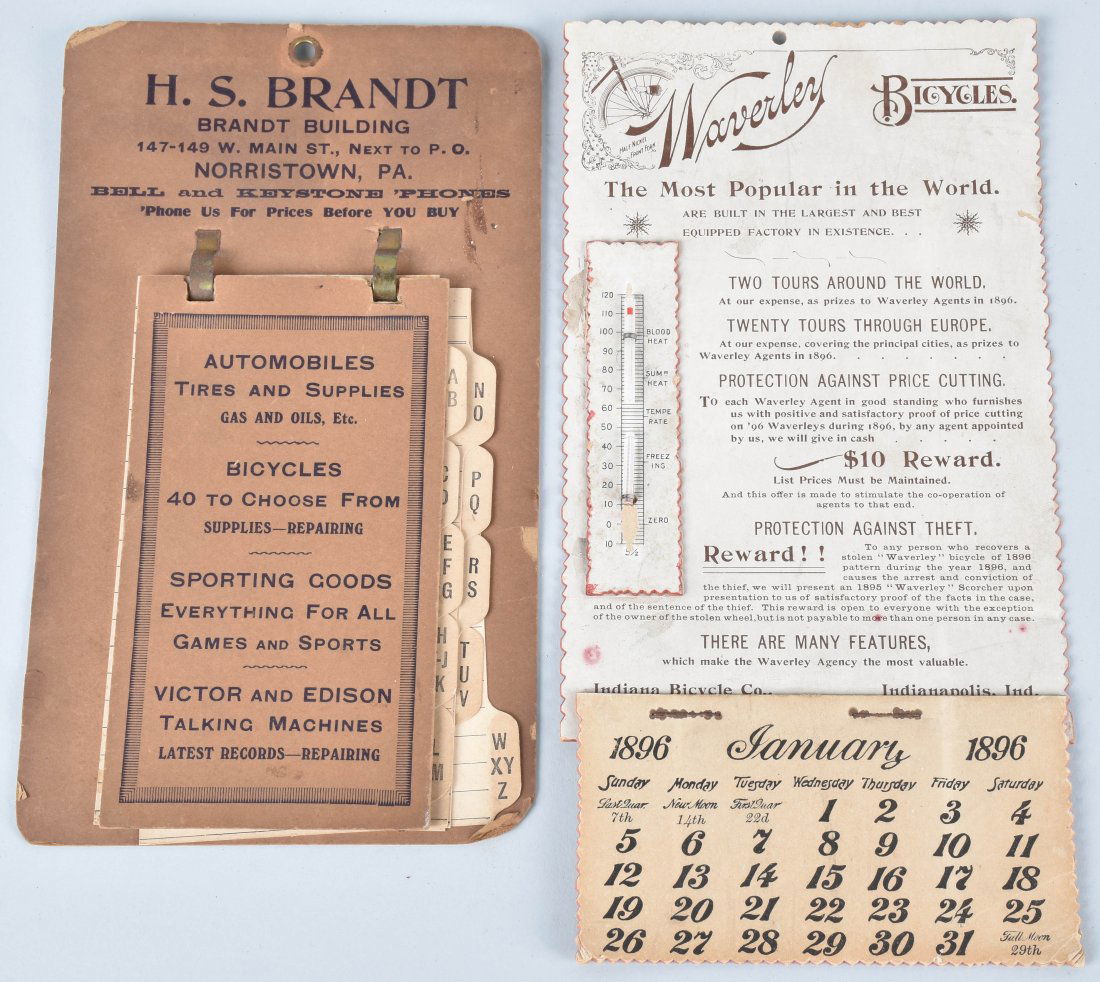 H. S. BRANDT
BRANDT BUILDING
147-149 W. MAIN ST., NEXT TO P. O.
NORRISTOWN, PA.
BELL and KEYSTONE 'PHONES
'Phone Us For Prices Before YOU BUY
AUTOMOBILES
TIRES AND SUPPLIES
GAS AND OILS, Etc.
BICYCLES
40 TO CHOOSE FROM
SUPPLIES—REPAIRING
SPORTING GOODS
EVERYTHING FOR ALL
GAMES AND SPORTS
VICTOR AND EDISON
TALKING MACHINES
LATEST RECORDS—REPAIRING
A
B
C
D
E
F
G
H
I-J
K
L
M
N
O
P
Q
R
S
T
U
V
W
XY
Z
Waverley BICYCLES.
HALF NICKEL
FRONT FORK
The Most Popular in the World.
ARE BUILT IN THE LARGEST AND BEST
EQUIPPED FACTORY IN EXISTENCE. . .
TWO TOURS AROUND THE WORLD.
At our expense, as prizes to Waverley Agents in 1896.
TWENTY TOURS THROUGH EUROPE.
At our expense, covering the principal cities, as prizes to
Waverley Agents in 1896. . . . . . . .
PROTECTION AGAINST PRICE CUTTING.
To each Waverley Agent in good standing who furnishes
us with positive and satisfactory proof of price cutting
on '96 Waverleys during 1896, by any agent appointed
by us, we will give in cash . . . . .
$10 Reward.
List Prices Must be Maintained.
And this offer is made to stimulate the co-operation of
agents to that end.
PROTECTION AGAINST THEFT.
Reward!! To any person who recovers a
stolen "Waverley" bicycle of 1896
pattern during the year 1896, and
causes the arrest and conviction of
the thief, we will present an 1895 "Waverley" Scorcher upon
presentation to us of satisfactory proof of the facts in the case,
and of the sentence of the thief. This reward is open to everyone with the exception
of the owner of the stolen wheel, but is not payable to more than one person in any case.
THERE ARE MANY FEATURES,
which make the Waverley Agency the most valuable.
Indiana Bicycle Co., Indianapolis, Ind.
120
110
100 BLOOD
90 HEAT
80 SUMR
70 HEAT
60 TEMPE
50 RATE
40
30 FREEZ
20 ING
10
0 ZERO
10
5½
1896 January 1896
Sunday Monday Tuesday Wednesday Thursday Friday Saturday
Last Quar. 7th New Moon 14th First Quar 22d 1 2 3 4
5 6 7 8 9 10 11
12 13 14 15 16 17 18
19 20 21 22 23 24 25
26 27 28 29 30 31 Full Moon 29th